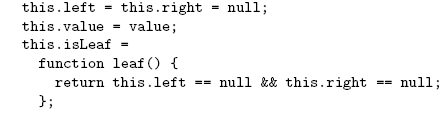 this.left = this.right = null;
this.value = value;
this.isLeaf =
  function leaf() {
    return this.left == null && this.right == null;
  };